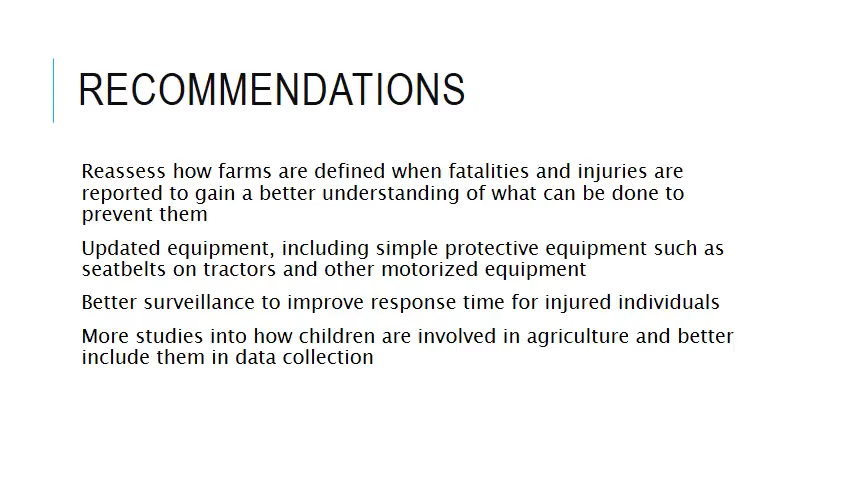 RECOMMENDATIONS
Reassess how farms are defined when fatalities and injuries are
reported to gain a better understanding of what can be done to
prevent them
Updated equipment, including simple protective equipment such as
seatbelts on tractors and other motorized equipment
Better surveillance to improve response time for injured individuals
More studies into how children are involved in agriculture and better
include them in data collection